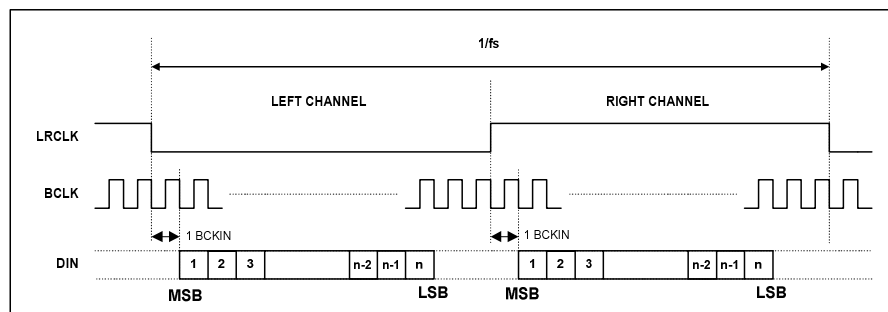 1/fs
LEFT CHANNEL RIGHT CHANNEL
LRCLK
BCLK
1 BCKIN 1 BCKIN
DIN 1 2 3 n-2 n-1 n 1 2 3 n-2 n-1 n
MSB LSB MSB LSB